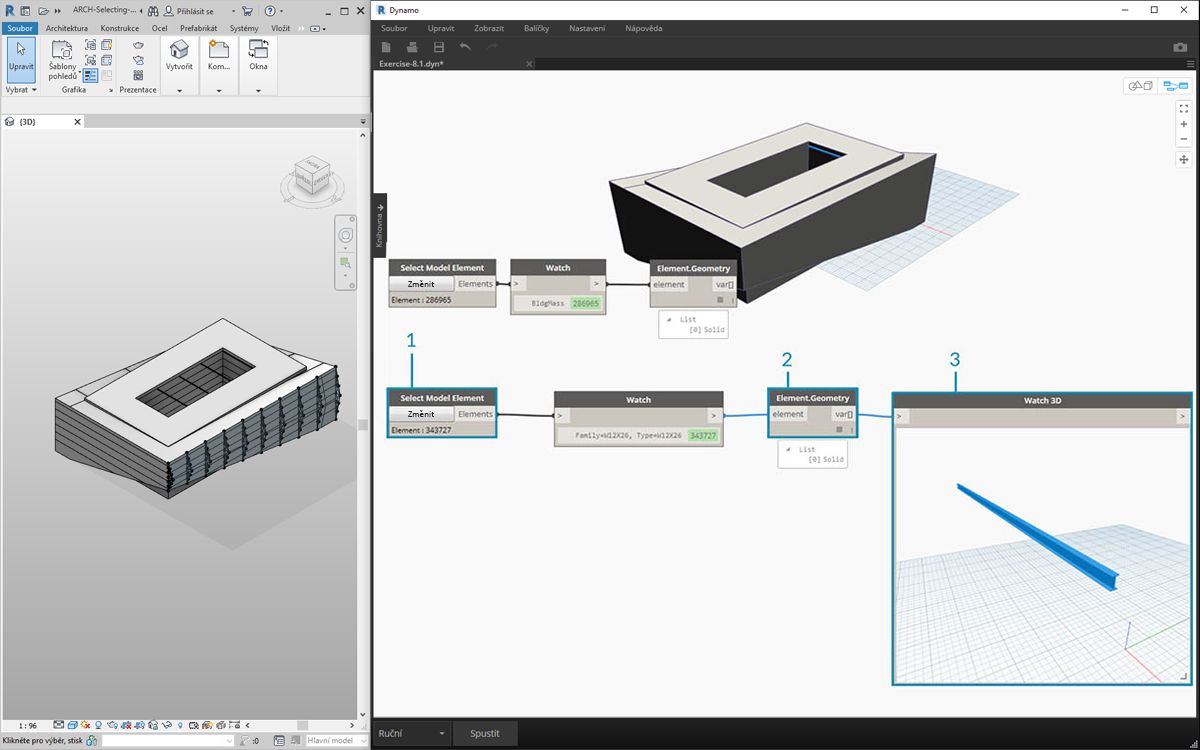 ARCH-Selecting-...
Přihlásit se
Soubor
Architektura
Konstrukce
Ocel
Prefabrikát
Systémy
Vložit
Upravit
Šablony
pohledů
Vytvořit
Kom...
Okna
Vybrat
Grafika
Prezentace
{3D}
1 : 96
Klikněte pro výběr, stisk
:0
Hlavní model
Dynamo
Soubor
Upravit
Zobrazit
Balíčky
Nastavení
Nápověda
Exercise-8.1.dyn*
Knihovna
Select Model Element
Změnit
Elements
Element : 286965
Watch
>
>
BldgMass 286965
Element.Geometry
element
var[]
List
[0] Solid
1
2
3
Select Model Element
Změnit
Elements
Element : 343727
Watch
>
>
Family=W12X26, Type=W12X26 343727
Element.Geometry
element
var[]
List
[0] Solid
Watch 3D
>
>
Ruční
Spustit